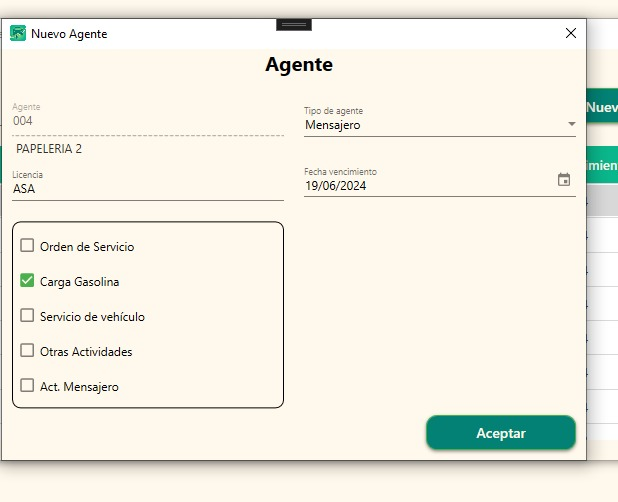 Nuevo Agente
Agente
Agente
004
Tipo de agente
Mensajero
PAPELERIA 2
Licencia
ASA
Fecha vencimiento
19/06/2024
Orden de Servicio
Carga Gasolina
Servicio de vehículo
Otras Actividades
Act. Mensajero
Aceptar
Nuev
imien